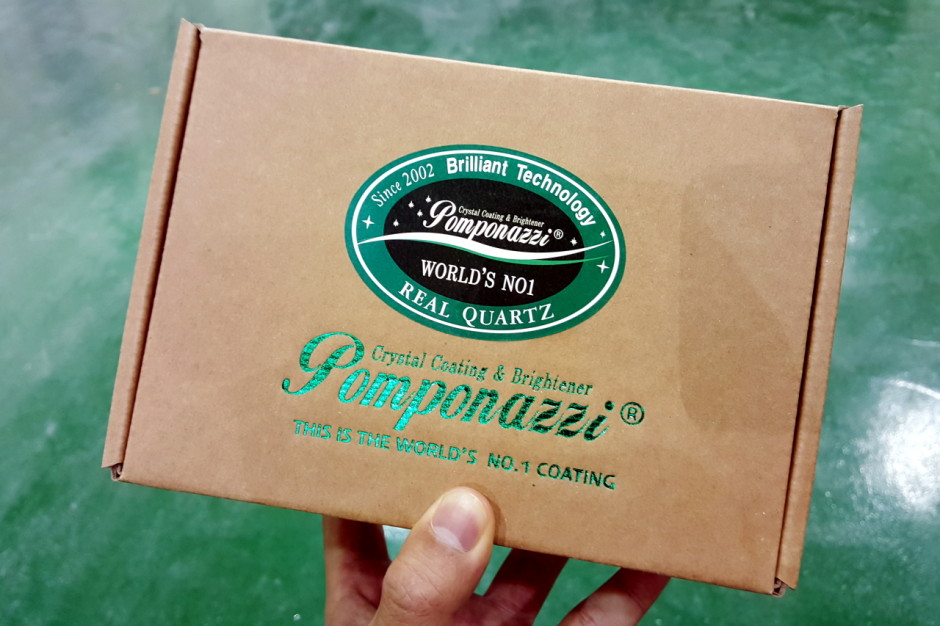 Since 2002 Brilliant Technology
Crystal Coating & Brightener
Pomponazzi®
WORLD'S NO1
REAL QUARTZ
Crystal Coating & Brightener
Pomponazzi®
THIS IS THE WORLD'S NO.1 COATING